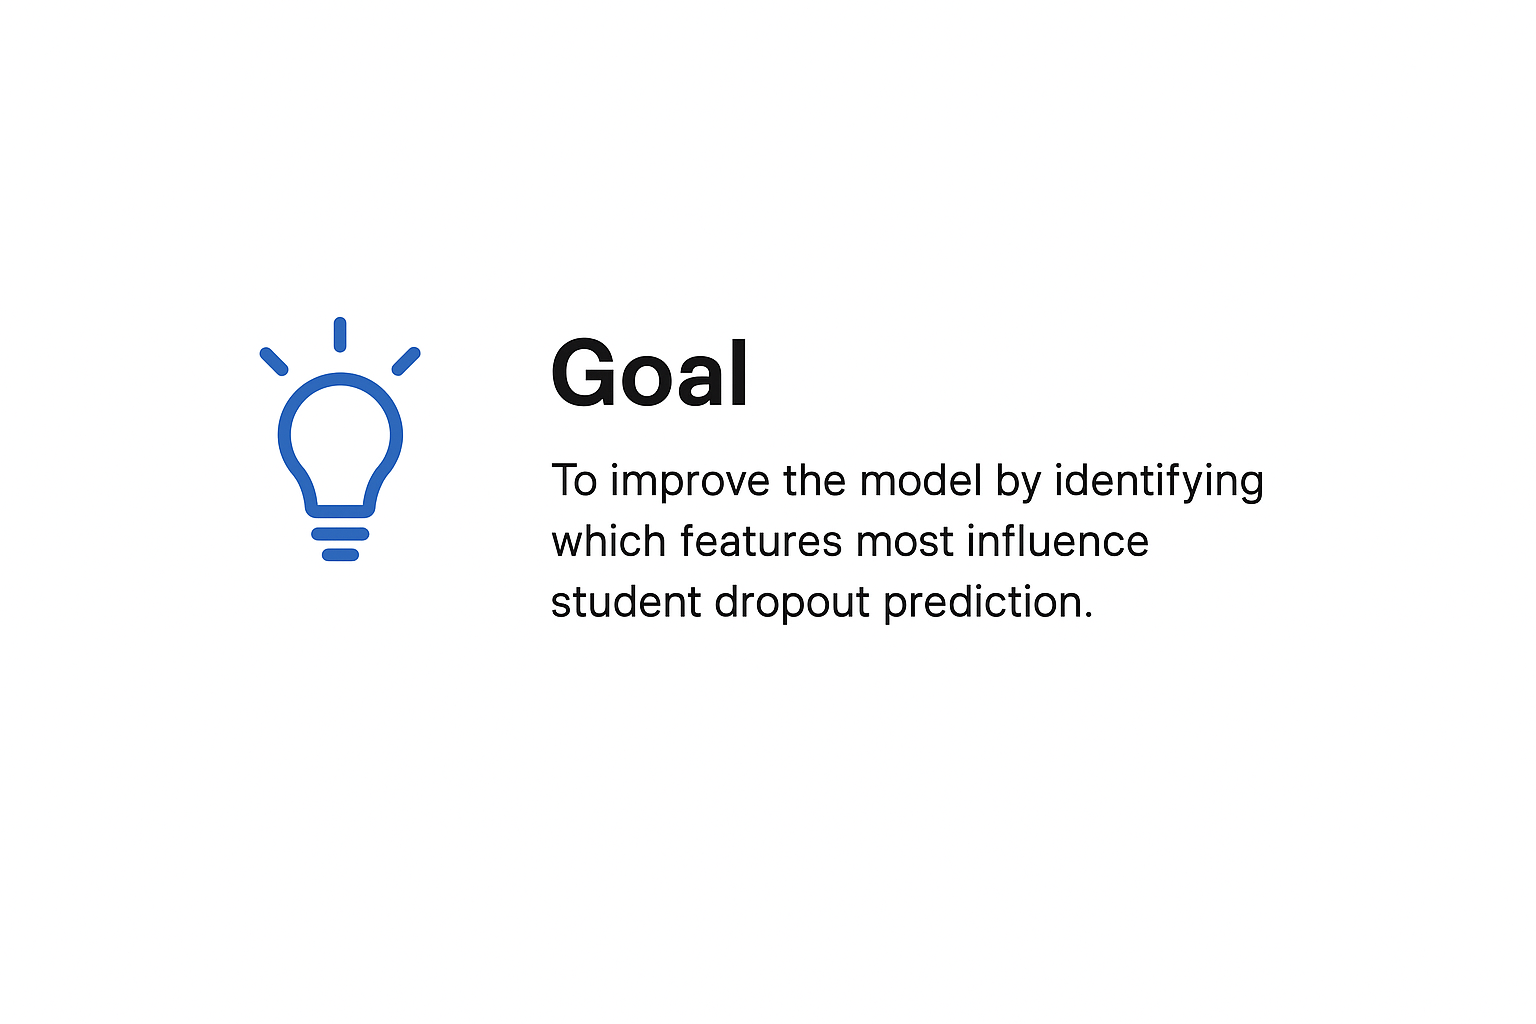 Goal
To improve the model by identifying
which features most influence
student dropout prediction.